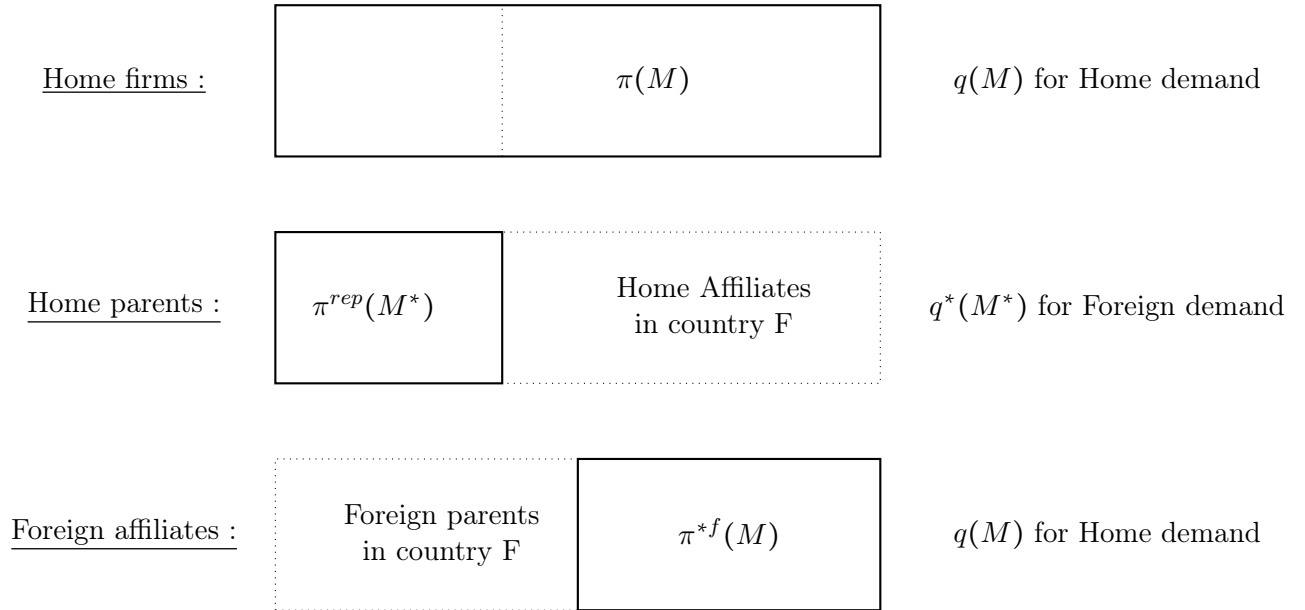 Home firms :
π(M)
q(M) for Home demand
Home parents :
π^{rep}(M*)
Home Affiliates
in country F
q*(M*) for Foreign demand
Foreign affiliates :
Foreign parents
in country F
π^{*f}(M)
q(M) for Home demand